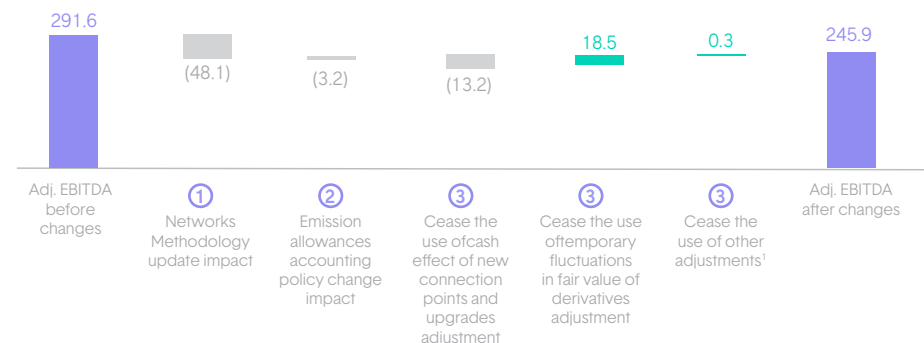 291.6
(48.1)
(3.2)
(13.2)
18.5
0.3
245.9
Adj. EBITDA
before
changes
1
Networks
Methodology
update impact
2
Emission
allowances
accounting
policy change
impact
3
Cease the
use ofcash
effect of new
connection
points and
upgrades
adiustment
3
Cease the use
oftemporary
fluctuations
in fair value of
derivatives
adjustment
3
Cease the
use of other
adjustments¹
Adj. EBITDA
after changes